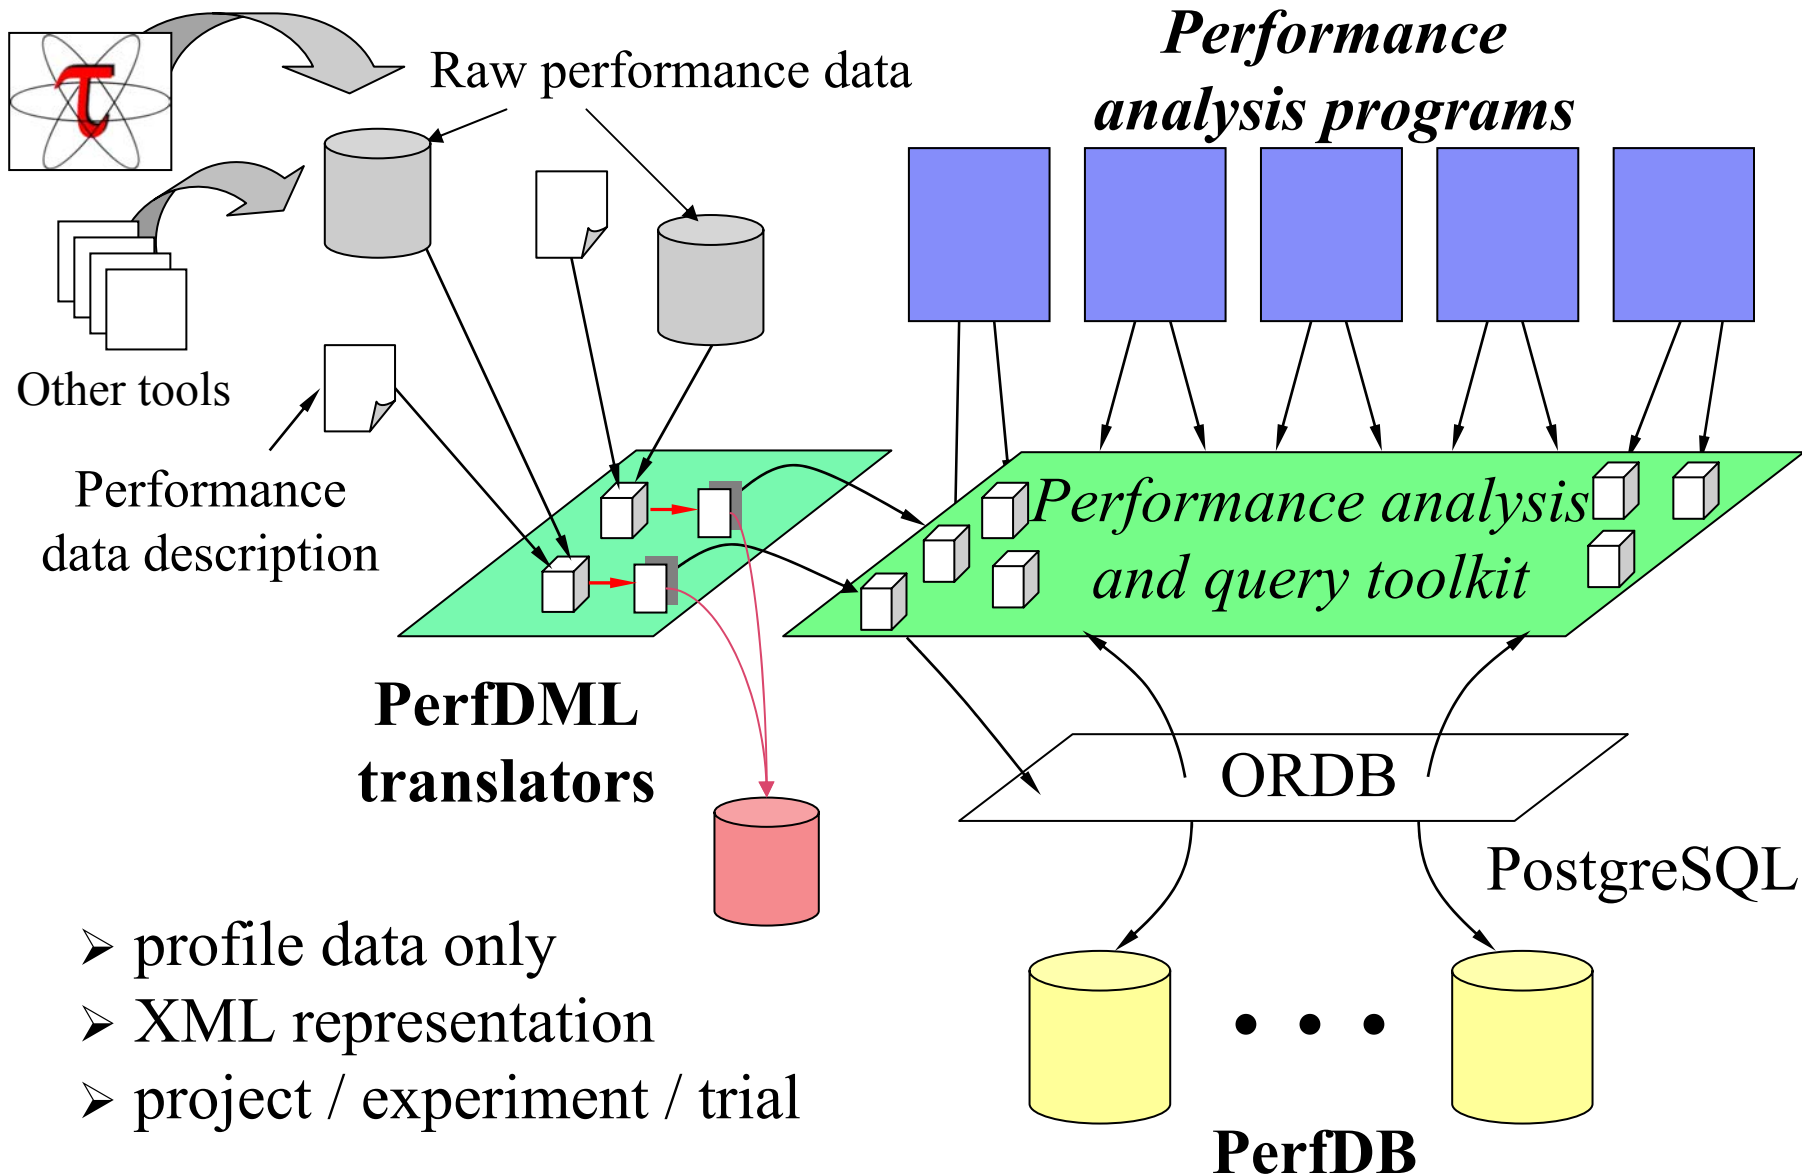 Raw performance data
Performance
analysis programs
τ
Other tools
Performance
data description
Performance analysis
and query toolkit
PerfDML
translators
ORDB
PostgreSQL
➢ profile data only
➢ XML representation
➢ project / experiment / trial
• • •
PerfDB